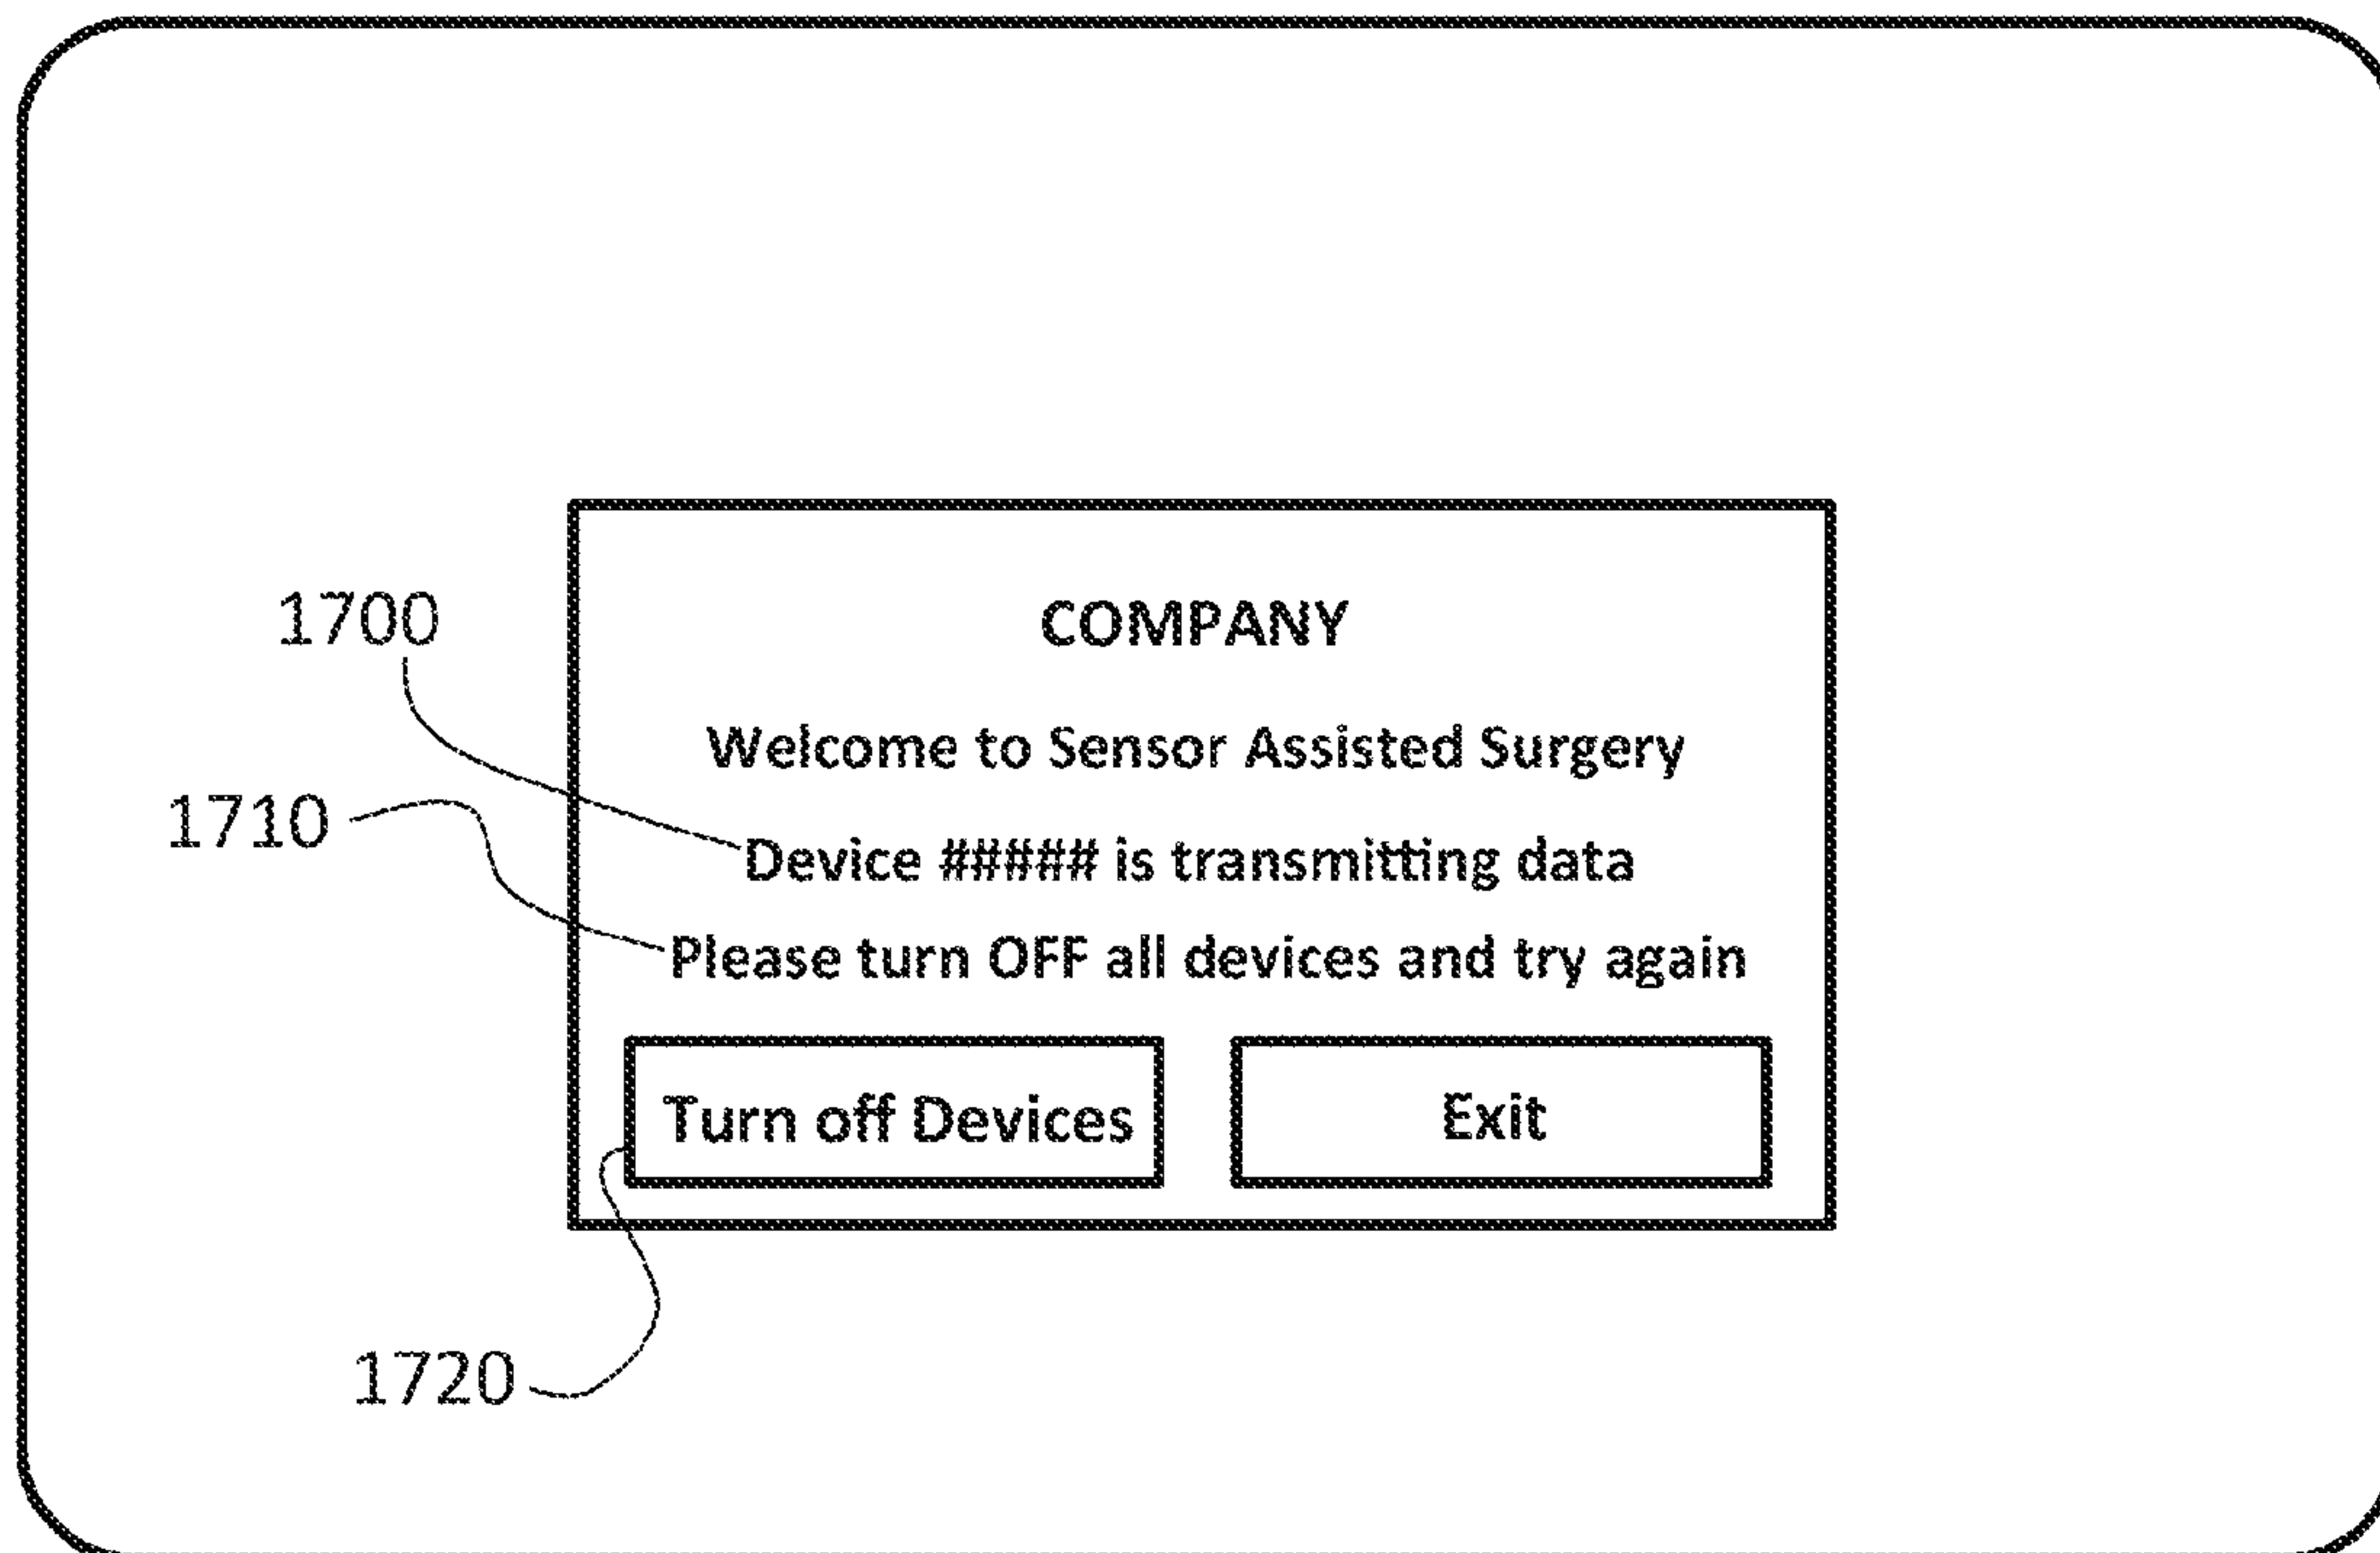 COMPANY
1700
Welcome to Sensor Assisted Surgery
1710
Device ##### is transmitting data
Please turn OFF all devices and try again
Turn off Devices
Exit
1720